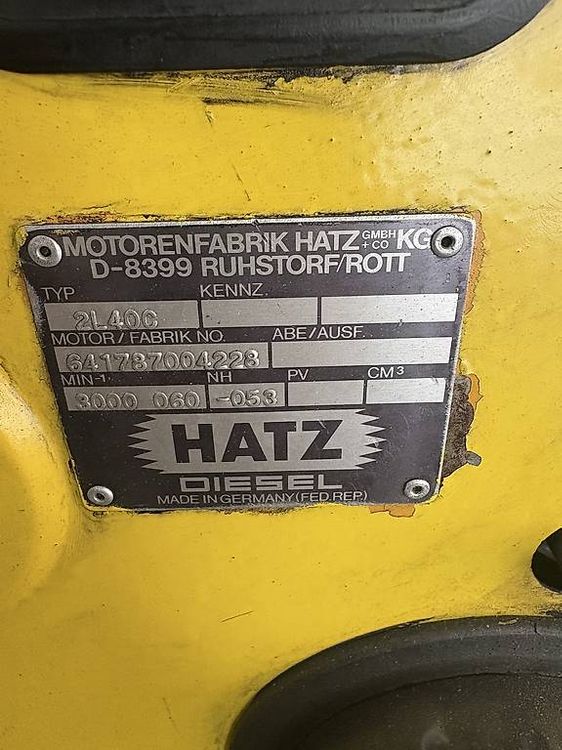 MOTORENFABRIK HATZ GMBH + CO KG
D-8399 RUHSTORF/ROTT
TYP KENNZ.
2L40C
MOTOR/FABRIK NO. ABE/AUSF.
641787004228
MIN-1 NH PV CM3
3000 060 -053
HATZ
DIESEL
MADE IN GERMANY (FED.REP.)